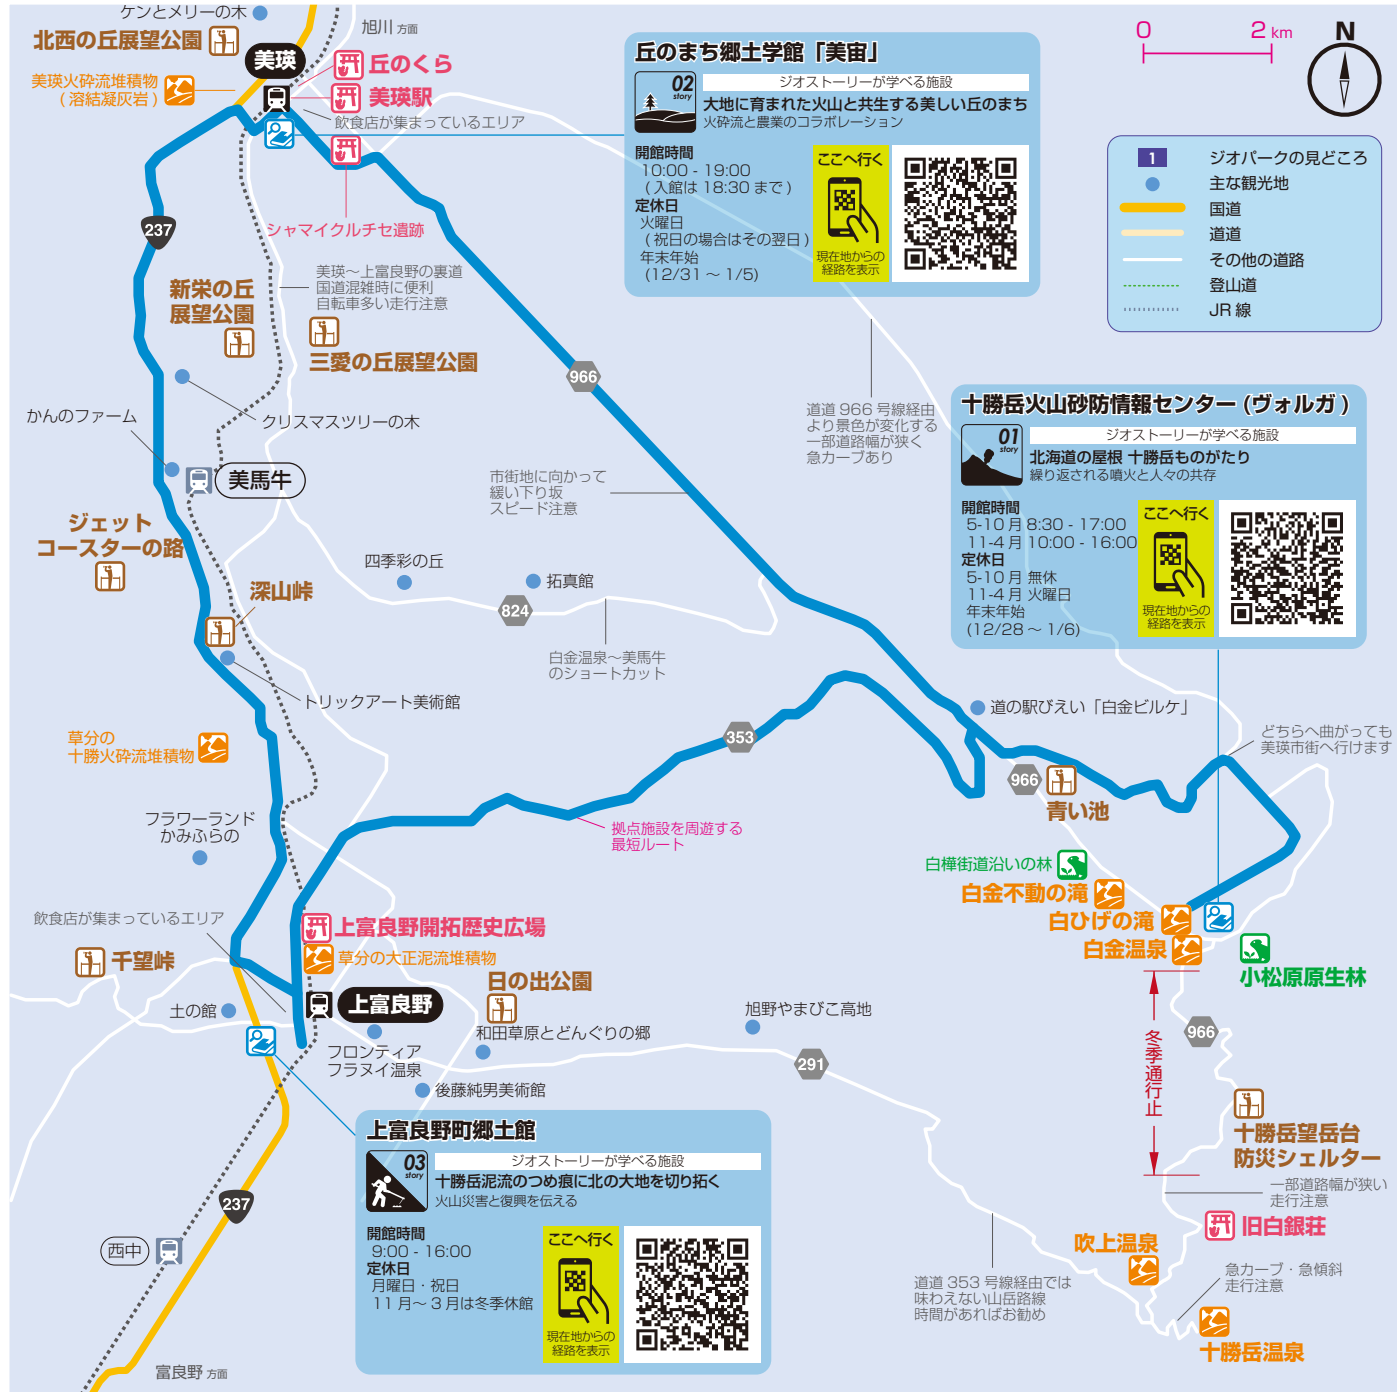 ケンとメリーの木
北西の丘展望公園
旭川 方面
美瑛
美瑛火砕流堆積物
(溶結凝灰岩)
丘のくら
美瑛駅
飲食店が集まっているエリア
シャマイクルチセ遺跡
237
美瑛～上富良野の裏道
国道混雑時に便利
自転車多い走行注意
新栄の丘
展望公園
三愛の丘展望公園
クリスマスツリーの木
かんのファーム
美馬牛
ジェット
コースターの路
深山峠
トリックアート美術館
四季彩の丘
拓真館
824
白金温泉～美馬牛
のショートカット
市街地に向かって
緩い下り坂
スピード注意
966
丘のまち郷土学館「美宙」
02
story
ジオストーリーが学べる施設
大地に育まれた火山と共生する美しい丘のまち
火砕流と農業のコラボレーション
開館時間
10:00 - 19:00
(入館は 18:30 まで)
定休日
火曜日
(祝日の場合はその翌日)
年末年始
(12/31 ～ 1/5)
ここへ行く
現在地からの
経路を表示
0 2 km
N
1 ジオパークの見どころ
主な観光地
国道
道道
その他の道路
登山道
JR 線
道道 966 号線経由
より景色が変化する
一部道路幅が狭く
急カーブあり
十勝岳火山砂防情報センター (ヴォルガ)
01
story
ジオストーリーが学べる施設
北海道の屋根 十勝岳ものがたり
繰り返される噴火と人々の共存
開館時間
5-10 月 8:30 - 17:00
11-4 月 10:00 - 16:00
定休日
5-10 月 無休
11-4 月 火曜日
年末年始
(12/28 ～ 1/6)
ここへ行く
現在地からの
経路を表示
道の駅びえい「白金ビルケ」
どちらへ曲がっても
美瑛市街へ行けます
353
966
青い池
拠点施設を周遊する
最短ルート
白樺街道沿いの林
白金不動の滝
白ひげの滝
白金温泉
小松原原生林
草分の
十勝火砕流堆積物
フラワーランド
かみふらの
飲食店が集まっているエリア
千望峠
土の館
上富良野開拓歴史広場
草分の大正泥流堆積物
日の出公園
上富良野
和田草原とどんぐりの郷
フロンティア
フラヌイ温泉
後藤純男美術館
旭野やまびこ高地
291
966
冬季通行止
十勝岳望岳台
防災シェルター
一部道路幅が狭い
走行注意
旧白銀荘
吹上温泉
急カーブ・急傾斜
走行注意
十勝岳温泉
道道 353 号線経由では
味わえない山岳路線
時間があればお勧め
上富良野町郷土館
03
story
ジオストーリーが学べる施設
十勝岳泥流のつめ痕に北の大地を切り拓く
火山災害と復興を伝える
開館時間
9:00 - 16:00
定休日
月曜日・祝日
11 月～ 3 月は冬季休館
ここへ行く
現在地からの
経路を表示
237
西中
富良野 方面